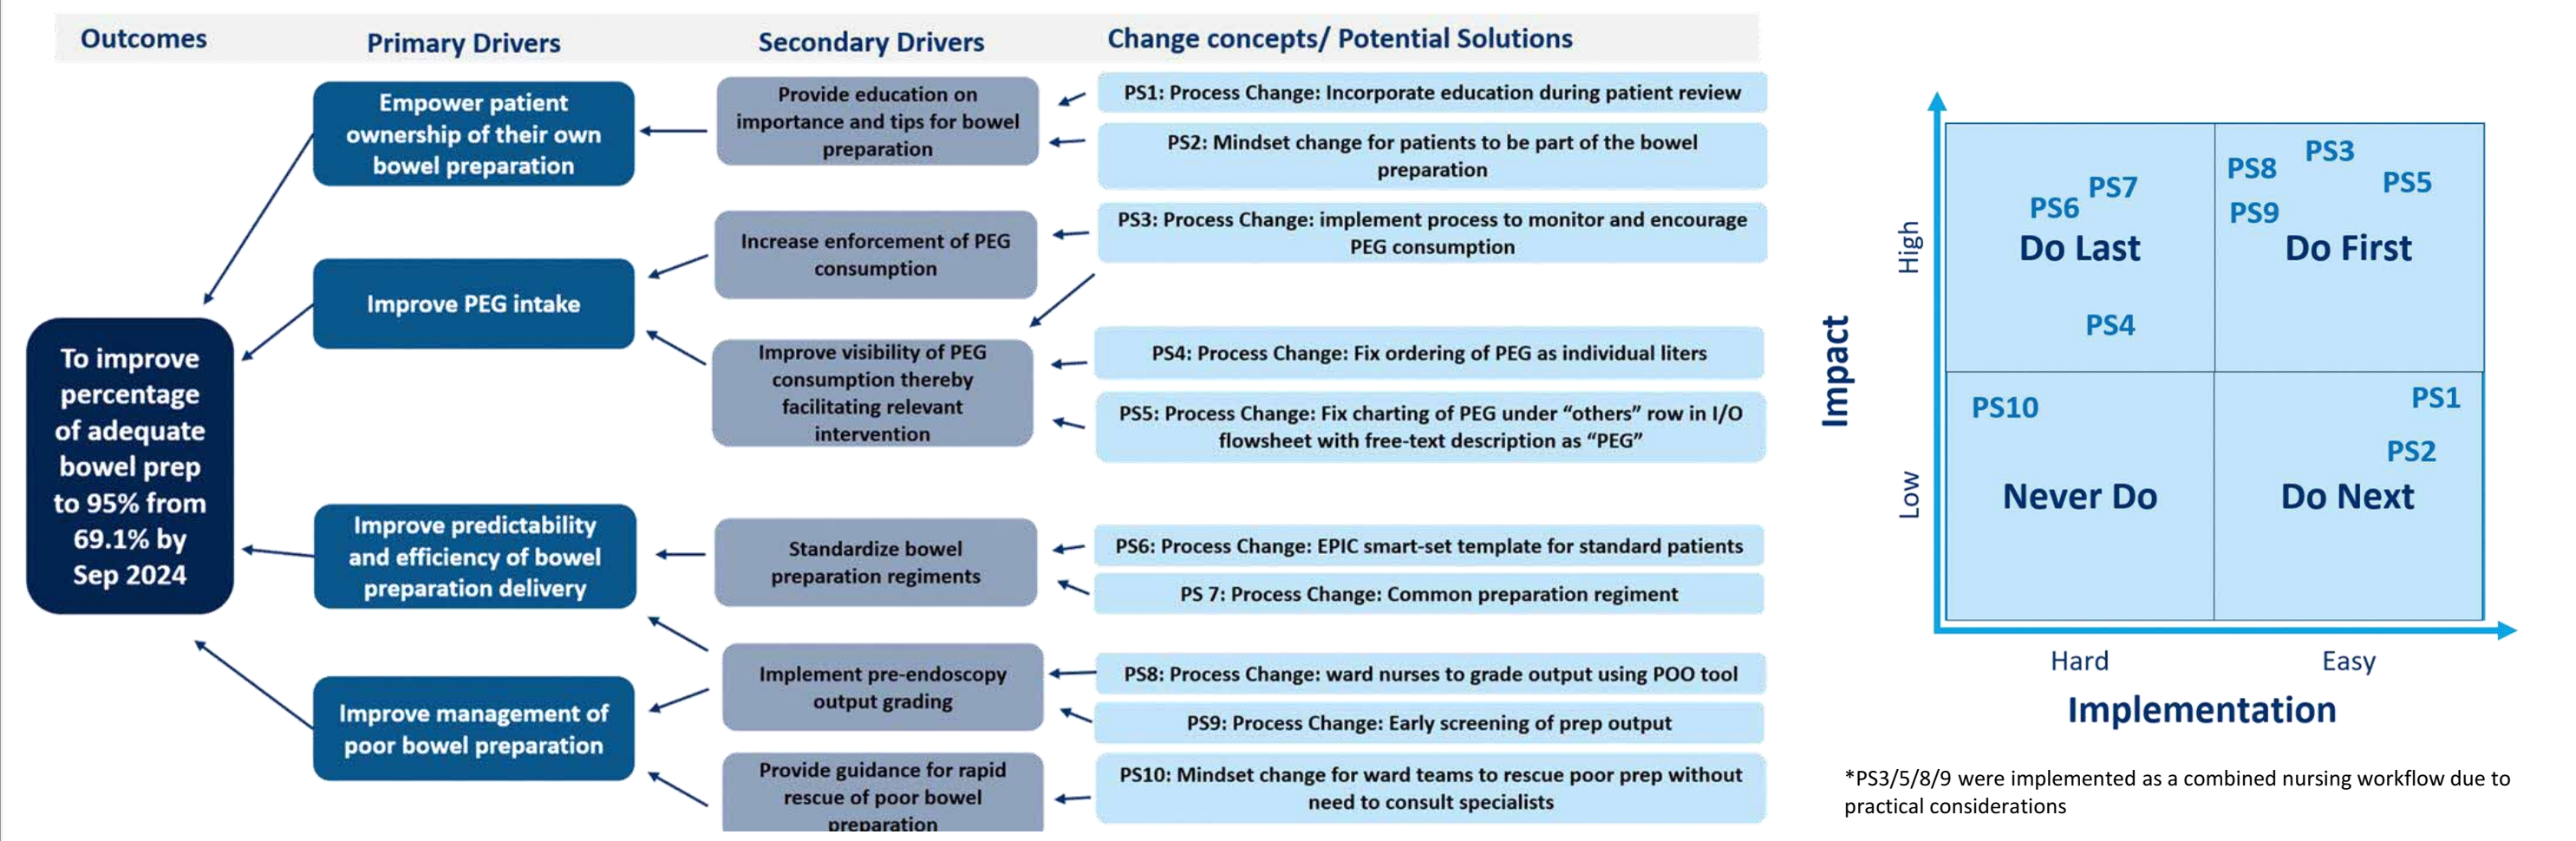 Outcomes
Primary Drivers
Secondary Drivers
Change concepts/ Potential Solutions
To improve
percentage
of adequate
bowel prep
to 95% from
69.1% by
Sep 2024
Empower patient
ownership of their own
bowel preparation
Improve PEG intake
Improve predictability
and efficiency of bowel
preparation delivery
Improve management of
poor bowel preparation
Provide education on
importance and tips for bowel
preparation
Increase enforcement of PEG
consumption
Improve visibility of PEG
consumption thereby
facilitating relevant
intervention
Standardize bowel
preparation regiments
Implement pre-endoscopy
output grading
Provide guidance for rapid
rescue of poor bowel
preparation
PS1: Process Change: Incorporate education during patient review
PS2: Mindset change for patients to be part of the bowel
preparation
PS3: Process Change: implement process to monitor and encourage
PEG consumption
PS4: Process Change: Fix ordering of PEG as individual liters
PS5: Process Change: Fix charting of PEG under “others” row in I/O
flowsheet with free-text description as “PEG”
PS6: Process Change: EPIC smart-set template for standard patients
PS 7: Process Change: Common preparation regiment
PS8: Process Change: ward nurses to grade output using POO tool
PS9: Process Change: Early screening of prep output
PS10: Mindset change for ward teams to rescue poor prep without
need to consult specialists
Impact
High
Low
PS7
PS6
Do Last
PS4
PS3
PS8
PS5
PS9
Do First
PS10
Never Do
PS1
PS2
Do Next
Hard
Easy
Implementation
*PS3/5/8/9 were implemented as a combined nursing workflow due to
practical considerations